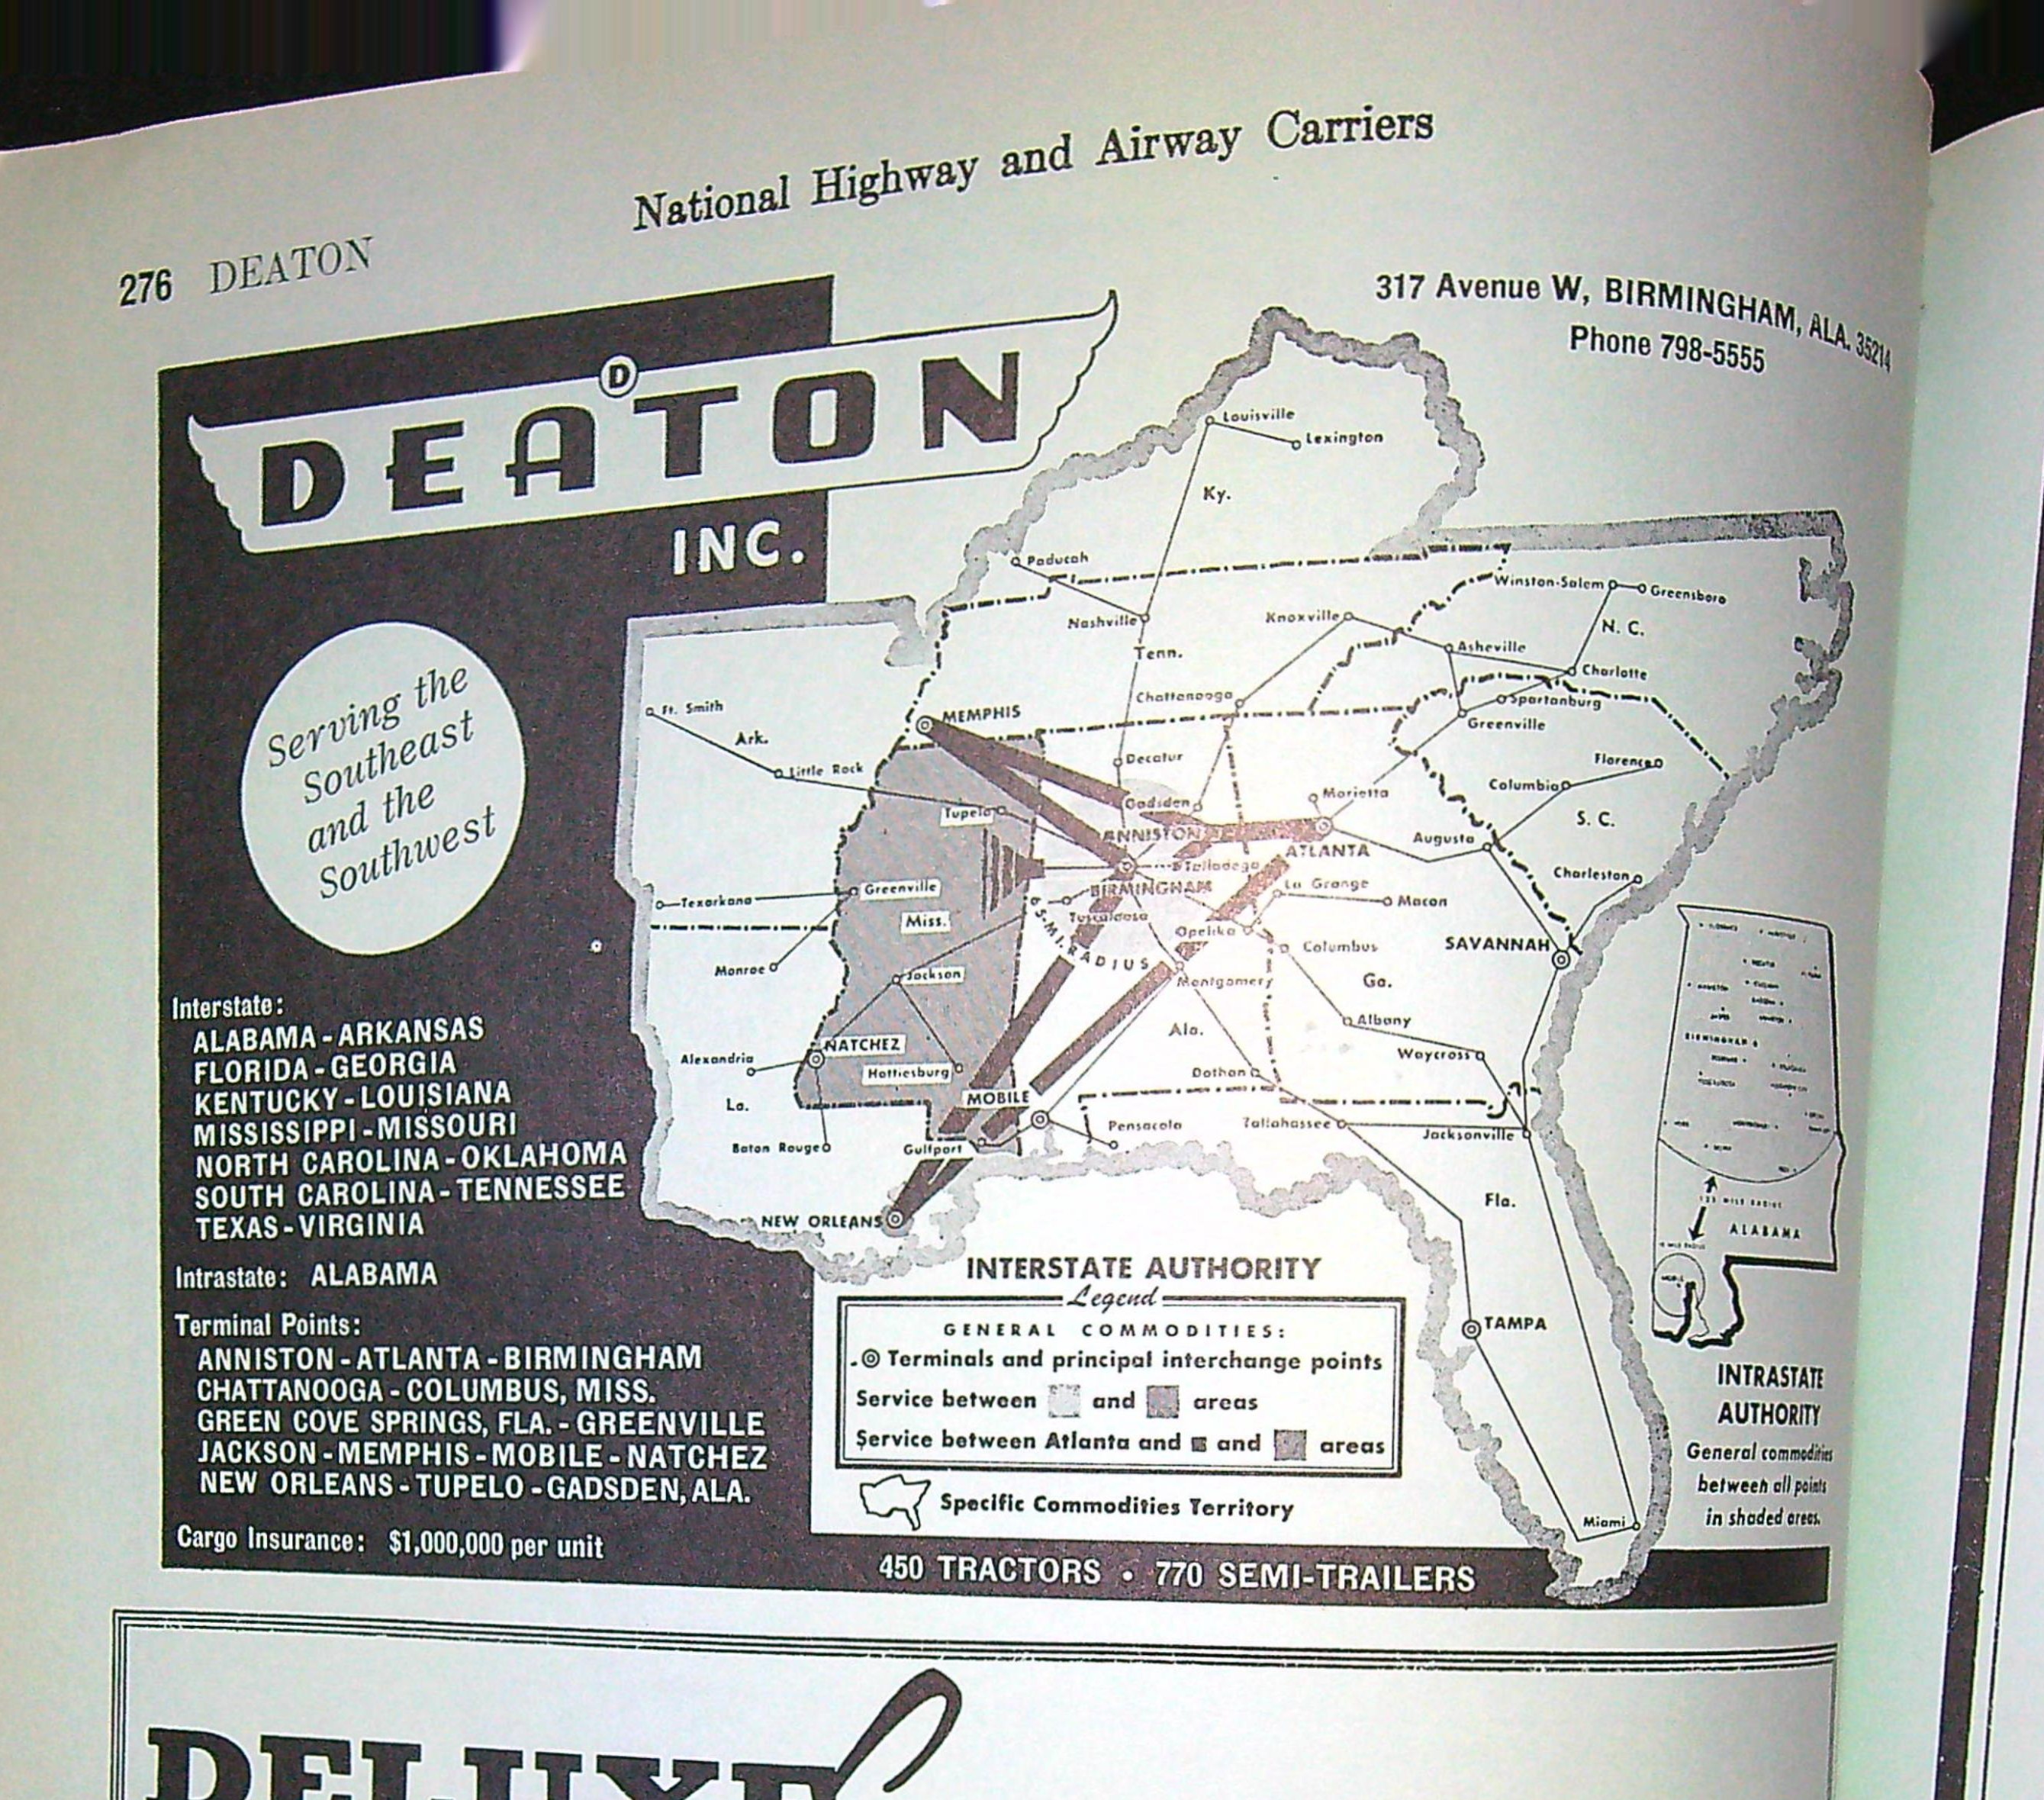 National Highway and Airway Carriers
276 DEATON
317 Avenue W, BIRMINGHAM, ALA. 35214
Phone 798-5555
D
DEATON
INC.
Serving the
Southeast
and the
Southwest
Interstate:
ALABAMA - ARKANSAS
FLORIDA - GEORGIA
KENTUCKY - LOUISIANA
MISSISSIPPI - MISSOURI
NORTH CAROLINA - OKLAHOMA
SOUTH CAROLINA - TENNESSEE
TEXAS - VIRGINIA
Intrastate: ALABAMA
Terminal Points:
ANNISTON - ATLANTA - BIRMINGHAM
CHATTANOOGA - COLUMBUS, MISS.
GREEN COVE SPRINGS, FLA. - GREENVILLE
JACKSON - MEMPHIS - MOBILE - NATCHEZ
NEW ORLEANS - TUPELO - GADSDEN, ALA.
Cargo Insurance: $1,000,000 per unit
Louisville
Lexington
Ky.
Paducah
Nashville
Tenn.
Knoxville
Winston-Salem
Greensboro
N. C.
Asheville
Charlotte
Chattanooga
Spartanburg
Greenville
Ft. Smith
Ark.
Little Rock
MEMPHIS
Decatur
Florence
Columbia
S. C.
Tupelo
Gadsden
Marietta
ANNISTON
ATLANTA
Augusta
Talladega
BIRMINGHAM
Charleston
Texarkana
Greenville
Miss.
Tuscaloosa
La Grange
Macon
65-MI. RADIUS
Opelika
Columbus
SAVANNAH
Monroe
Jackson
Montgomery
Ga.
Alexandria
NATCHEZ
Hattiesburg
Ala.
Albany
Waycross
Dothan
La.
MOBILE
Baton Rouge
Gulfport
Pensacola
Tallahassee
Jacksonville
NEW ORLEANS
Fla.
TAMPA
Miami
INTERSTATE AUTHORITY
Legend
GENERAL COMMODITIES:
Terminals and principal interchange points
Service between and areas
Service between Atlanta and and areas
Specific Commodities Territory
BIRMINGHAM
MILE RADIUS
ALABAMA
INTRASTATE
AUTHORITY
General commodities
between all points
in shaded areas.
450 TRACTORS • 770 SEMI-TRAILERS
DELUXE